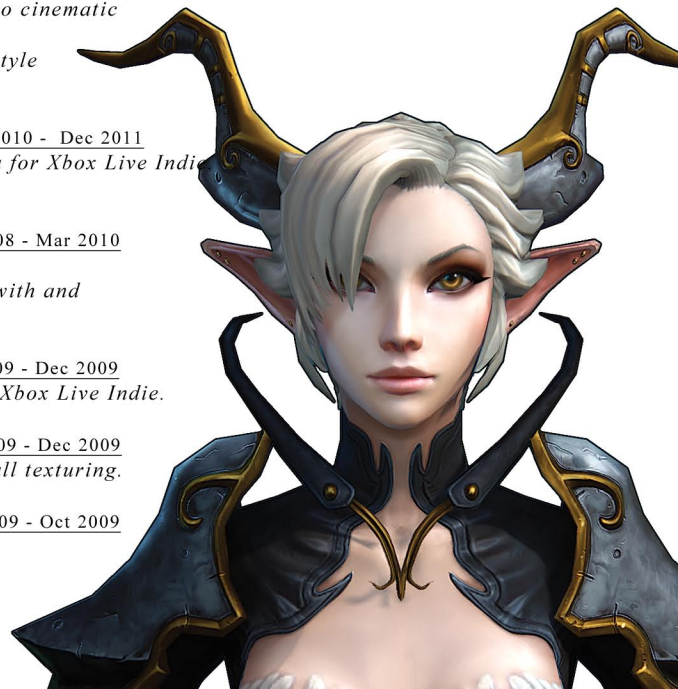 o cinematic
tyle
010 - Dec 2011
for Xbox Live Indie.
08 - Mar 2010
with and
09 - Dec 2009
Xbox Live Indie.
09 - Dec 2009
all texturing.
09 - Oct 2009